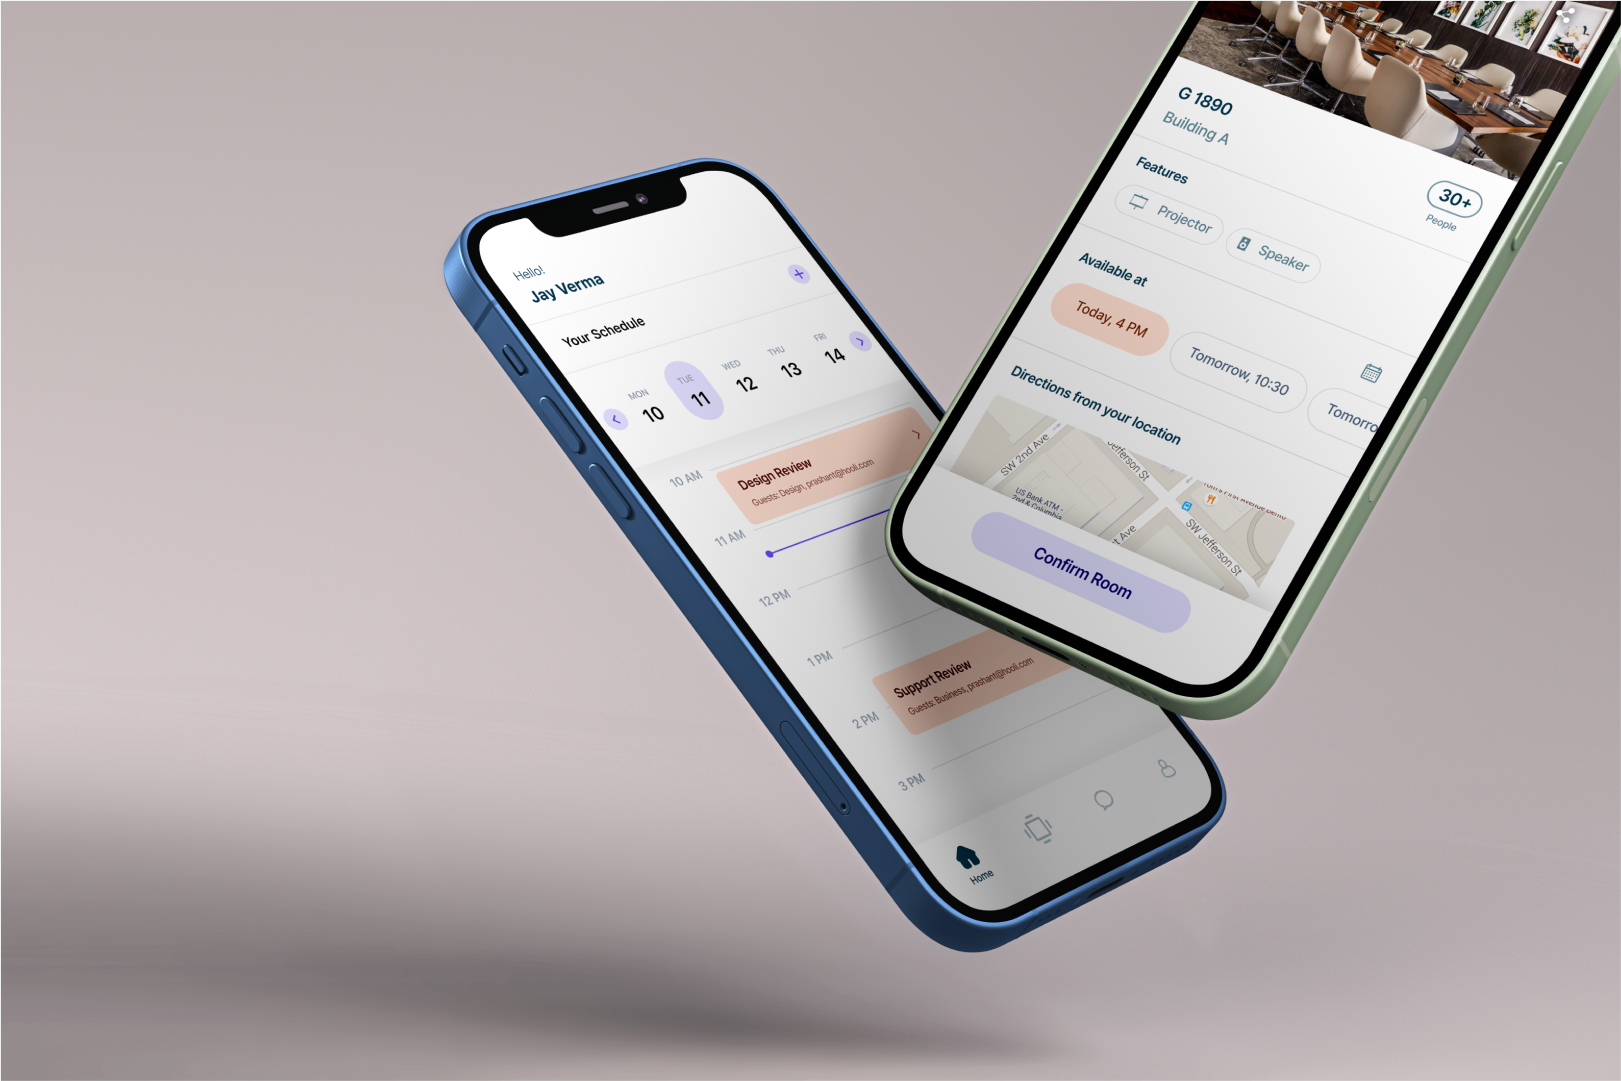 Hello!
Jay Verma
Your Schedule
MON
10
TUE
11
WED
12
THU
13
FRI
14
10 AM
Design Review
Guests: Design, prashant@hooli.com
11 AM
12 PM
1 PM
Support Review
Guests: Business, prashant@hooli.com
2 PM
3 PM
Home
G 1890
Building A
30+
People
Features
Projector
Speaker
Available at
Today, 4 PM
Tomorrow, 10:30
Tomorro
Directions from your location
SW 2nd Ave
Jefferson St
US Bank ATM -
2nd & Columbia
st Ave
SW Jefferson St
Confirm Room